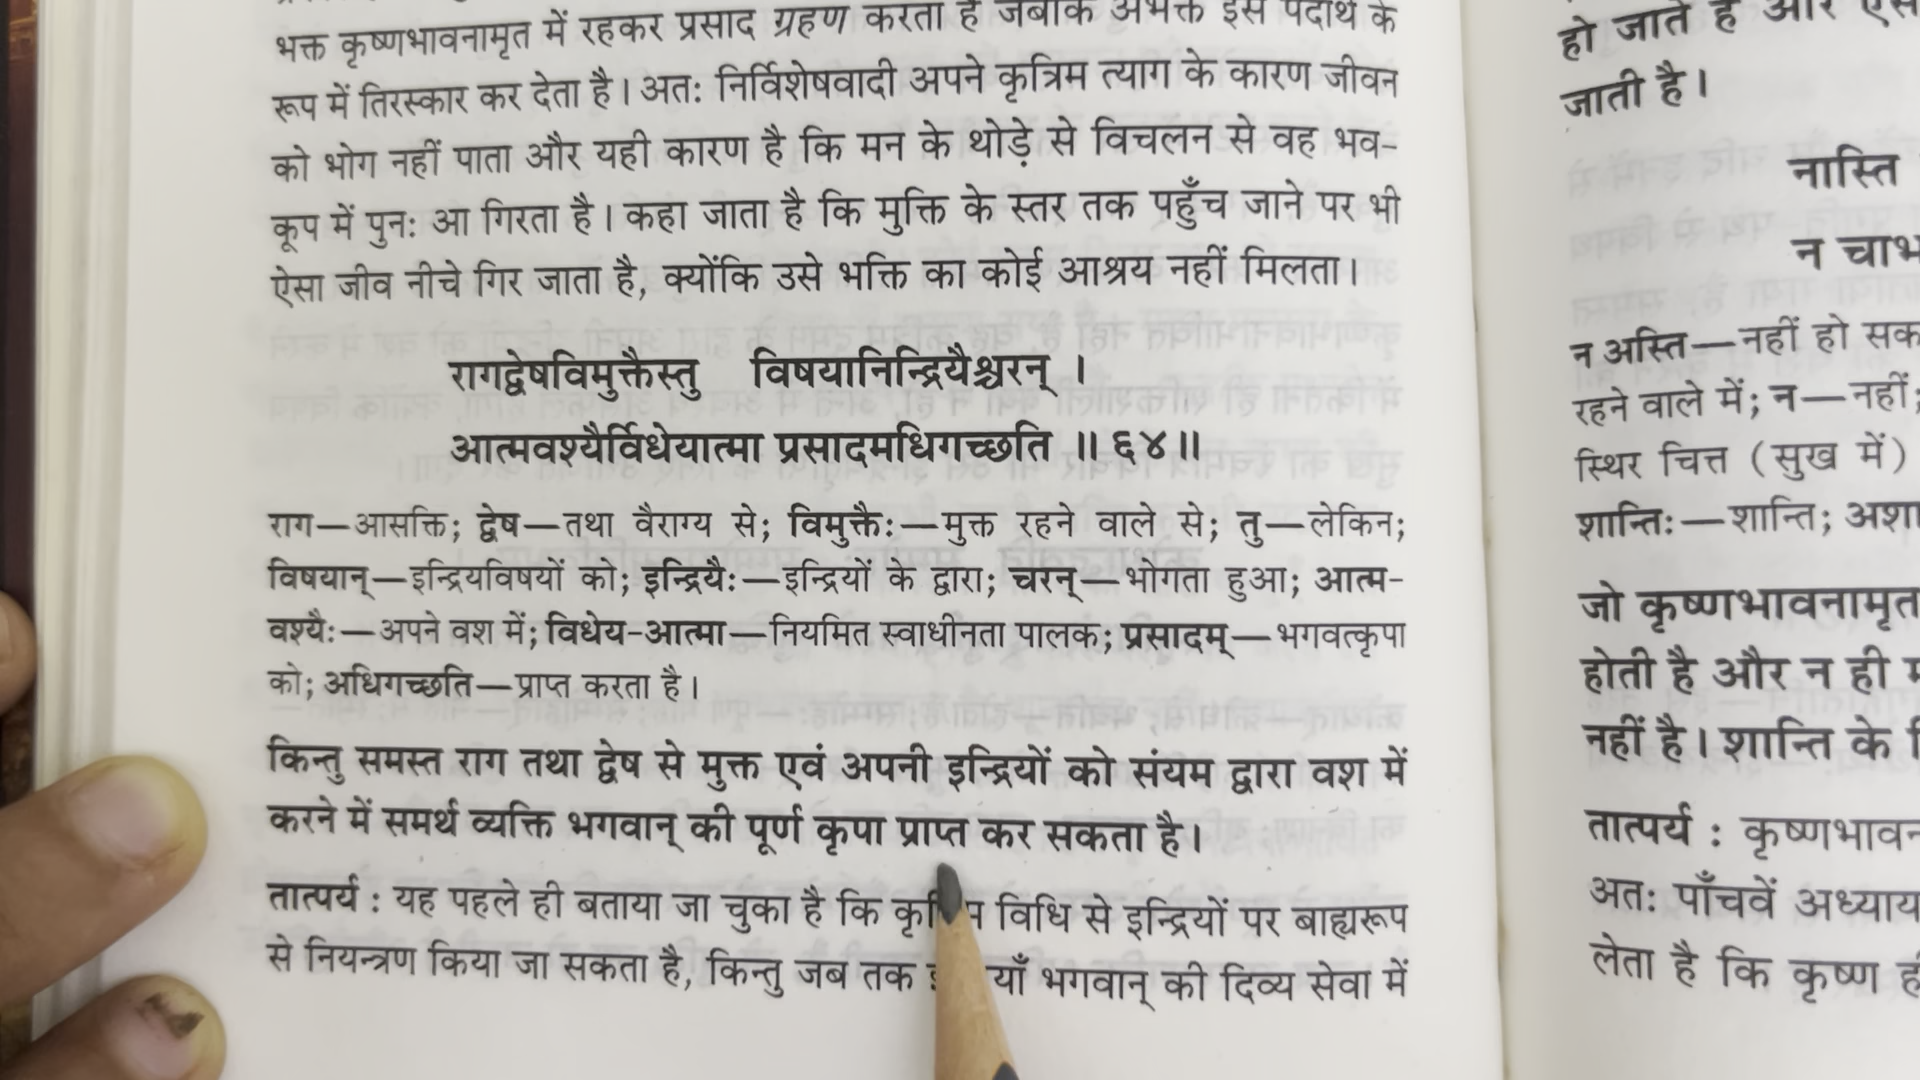 भक्त कृष्णभावनामृत में रहकर प्रसाद ग्रहण करता है जबकि अभक्त इसे पदार्थ के
रूप में तिरस्कार कर देता है। अतः निर्विशेषवादी अपने कृत्रिम त्याग के कारण जीवन
को भोग नहीं पाता और यही कारण है कि मन के थोड़े से विचलन से वह भव-
कूप में पुनः आ गिरता है। कहा जाता है कि मुक्ति के स्तर तक पहुँच जाने पर भी
ऐसा जीव नीचे गिर जाता है, क्योंकि उसे भक्ति का कोई आश्रय नहीं मिलता।
रागद्वेषविमुक्तैस्तु विषयानिन्द्रियैश्चरन् ।
आत्मवश्यैर्विधेयात्मा प्रसादमधिगच्छति ॥ ६४॥
राग—आसक्ति; द्वेष—तथा वैराग्य से; विमुक्तैः—मुक्त रहने वाले से; तु—लेकिन;
विषयान्—इन्द्रियविषयों को; इन्द्रियैः—इन्द्रियों के द्वारा; चरन्—भोगता हुआ; आत्म-
वश्यैः—अपने वश में; विधेय-आत्मा—नियमित स्वाधीनता पालक; प्रसादम्—भगवत्कृपा
को; अधिगच्छति—प्राप्त करता है।
किन्तु समस्त राग तथा द्वेष से मुक्त एवं अपनी इन्द्रियों को संयम द्वारा वश में
करने में समर्थ व्यक्ति भगवान् की पूर्ण कृपा प्राप्त कर सकता है।
तात्पर्य : यह पहले ही बताया जा चुका है कि विधि से इन्द्रियों पर बाह्यरूप
से नियन्त्रण किया जा सकता है, किन्तु जब तक भगवान् की दिव्य सेवा में
हो जाते हैं और
जाती है।
नास्ति
न
न अस्ति—नहीं हो
रहने वाले में; न—नहीं;
स्थिर चित्त (सुख में)
शान्तिः—शान्ति;
जो कृष्णभावनामृत
होती है और न ही
नहीं है। शान्ति के
तात्पर्य :
अतः पाँचवें अध्याय
लेता है कि कृष्ण